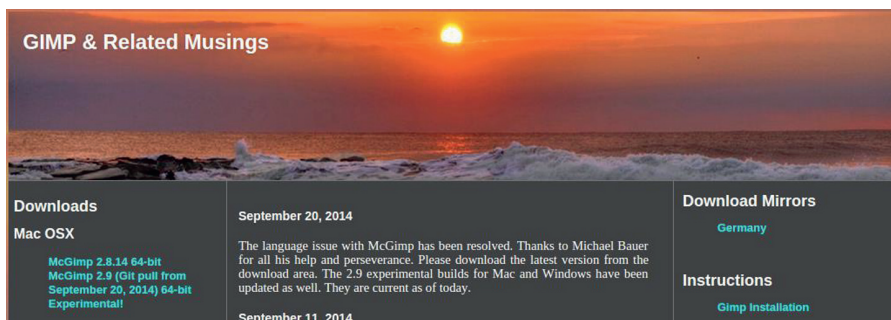 GIMP & Related Musings
Downloads
Mac OSX
McGimp 2.8.14 64-bit
McGimp 2.9 (Git pull from
September 20, 2014) 64-bit
Experimental!
September 20, 2014
The language issue with McGimp has been resolved. Thanks to Michael Bauer
for all his help and perseverance. Please download the latest version from the
download area. The 2.9 experimental builds for Mac and Windows have been
updated as well. They are current as of today.
September 11, 2014
Download Mirrors
Germany
Instructions
Gimp Installation